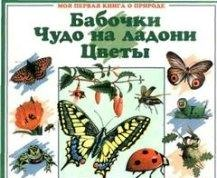 МОЯ ПЕРВАЯ КНИГА О ПРИРОДЕ
Бабочки
Чудо на ладони
Цветы